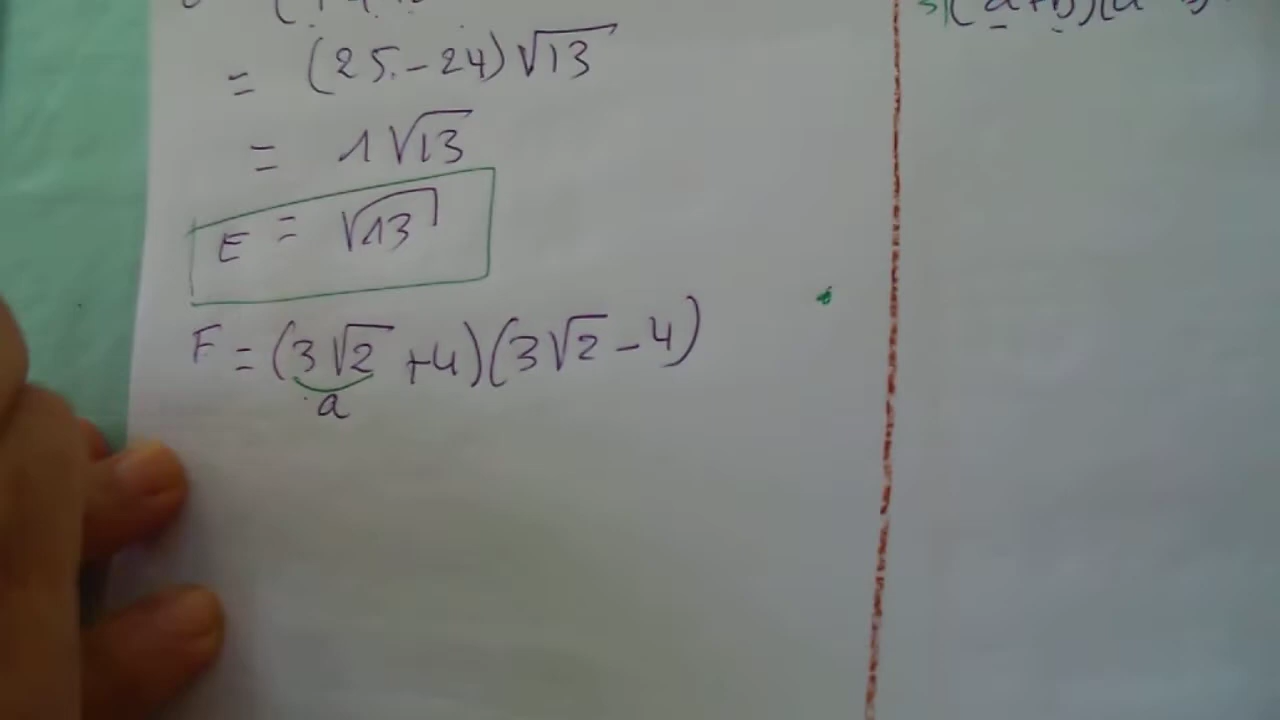 = (25-24)√13
= 1√13
E = √13
F = (3√2 +4)(3√2 -4)
a